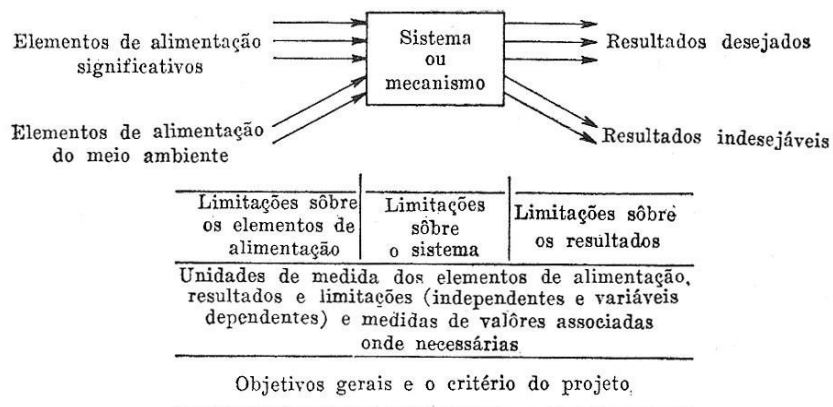 Elementos de alimentação
significativos
Sistema
ou
mecanismo
Resultados desejados
Elementos de alimentação
do meio ambiente
Resultados indesejáveis
Limitações sôbre
os elementos de
alimentação
Limitações
sôbre
o sistema
Limitações sôbre
os resultados
Unidades de medida dos elementos de alimentação,
resultados e limitações (independentes e variáveis
dependentes) e medidas de valôres associadas
onde necessárias
Objetivos gerais e o critério do projeto,